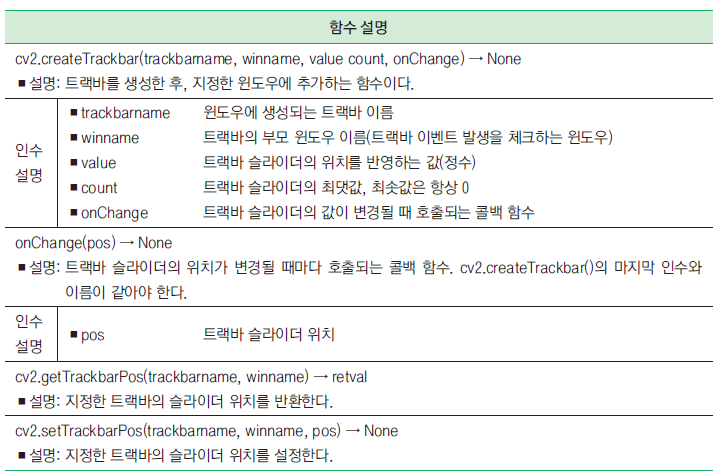 함수 설명
cv2.createTrackbar(trackbarname, winname, value count, onChange) → None
■ 설명: 트랙바를 생성한 후, 지정한 윈도우에 추가하는 함수이다.
인수
설명
■ trackbarname 윈도우에 생성되는 트랙바 이름
■ winname 트랙바의 부모 윈도우 이름(트랙바 이벤트 발생을 체크하는 윈도우)
■ value 트랙바 슬라이더의 위치를 반영하는 값(정수)
■ count 트랙바 슬라이더의 최댓값, 최솟값은 항상 0
■ onChange 트랙바 슬라이더의 값이 변경될 때 호출되는 콜백 함수
onChange(pos) → None
■ 설명: 트랙바 슬라이더의 위치가 변경될 때마다 호출되는 콜백 함수. cv2.createTrackbar()의 마지막 인수와
이름이 같아야 한다.
인수
설명
■ pos 트랙바 슬라이더 위치
cv2.getTrackbarPos(trackbarname, winname) → retval
■ 설명: 지정한 트랙바의 슬라이더 위치를 반환한다.
cv2.setTrackbarPos(trackbarname, winname, pos) → None
■ 설명: 지정한 트랙바의 슬라이더 위치를 설정한다.